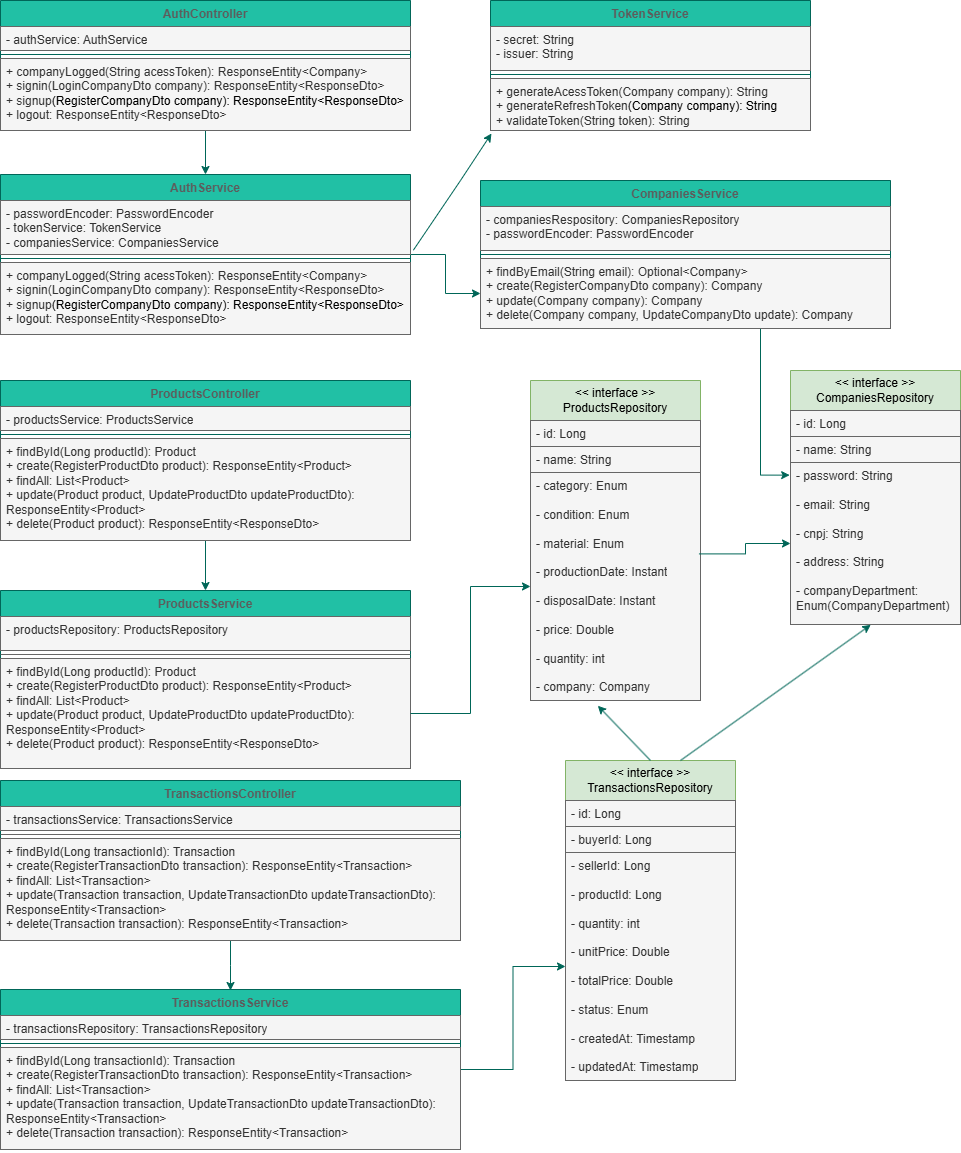 AuthController
- authService: AuthService
+ companyLogged(String acessToken): ResponseEntity<Company>
+ signin(LoginCompanyDto company): ResponseEntity<ResponseDto>
+ signup(RegisterCompanyDto company): ResponseEntity<ResponseDto>
+ logout: ResponseEntity<ResponseDto>
TokenService
- secret: String
- issuer: String
+ generateAcessToken(Company company): String
+ generateRefreshToken(Company company): String
+ validateToken(String token): String
AuthService
- passwordEncoder: PasswordEncoder
- tokenService: TokenService
- companiesService: CompaniesService
+ companyLogged(String acessToken): ResponseEntity<Company>
+ signin(LoginCompanyDto company): ResponseEntity<ResponseDto>
+ signup(RegisterCompanyDto company): ResponseEntity<ResponseDto>
+ logout: ResponseEntity<ResponseDto>
CompaniesService
- companiesRespository: CompaniesRepository
- passwordEncoder: PasswordEncoder
+ findByEmail(String email): Optional<Company>
+ create(RegisterCompanyDto company): Company
+ update(Company company): Company
+ delete(Company company, UpdateCompanyDto update): Company
ProductsController
- productsService: ProductsService
+ findById(Long productId): Product
+ create(RegisterProductDto product): ResponseEntity<Product>
+ findAll: List<Product>
+ update(Product product, UpdateProductDto updateProductDto):
ResponseEntity<Product>
+ delete(Product product): ResponseEntity<ResponseDto>
<< interface >>
ProductsRepository
- id: Long
- name: String
- category: Enum
- condition: Enum
- material: Enum
- productionDate: Instant
- disposalDate: Instant
- price: Double
- quantity: int
- company: Company
<< interface >>
CompaniesRepository
- id: Long
- name: String
- password: String
- email: String
- cnpj: String
- address: String
- companyDepartment:
Enum(CompanyDepartment)
ProductsService
- productsRepository: ProductsRepository
+ findById(Long productId): Product
+ create(RegisterProductDto product): ResponseEntity<Product>
+ findAll: List<Product>
+ update(Product product, UpdateProductDto updateProductDto):
ResponseEntity<Product>
+ delete(Product product): ResponseEntity<ResponseDto>
TransactionsController
- transactionsService: TransactionsService
+ findById(Long transactionId): Transaction
+ create(RegisterTransactionDto transaction): ResponseEntity<Transaction>
+ findAll: List<Transaction>
+ update(Transaction transaction, UpdateTransactionDto updateTransactionDto):
ResponseEntity<Transaction>
+ delete(Transaction transaction): ResponseEntity<Transaction>
<< interface >>
TransactionsRepository
- id: Long
- buyerId: Long
- sellerId: Long
- productId: Long
- quantity: int
- unitPrice: Double
- totalPrice: Double
- status: Enum
- createdAt: Timestamp
- updatedAt: Timestamp
TransactionsService
- transactionsRepository: TransactionsRepository
+ findById(Long transactionId): Transaction
+ create(RegisterTransactionDto transaction): ResponseEntity<Transaction>
+ findAll: List<Transaction>
+ update(Transaction transaction, UpdateTransactionDto updateTransactionDto):
ResponseEntity<Transaction>
+ delete(Transaction transaction): ResponseEntity<Transaction>